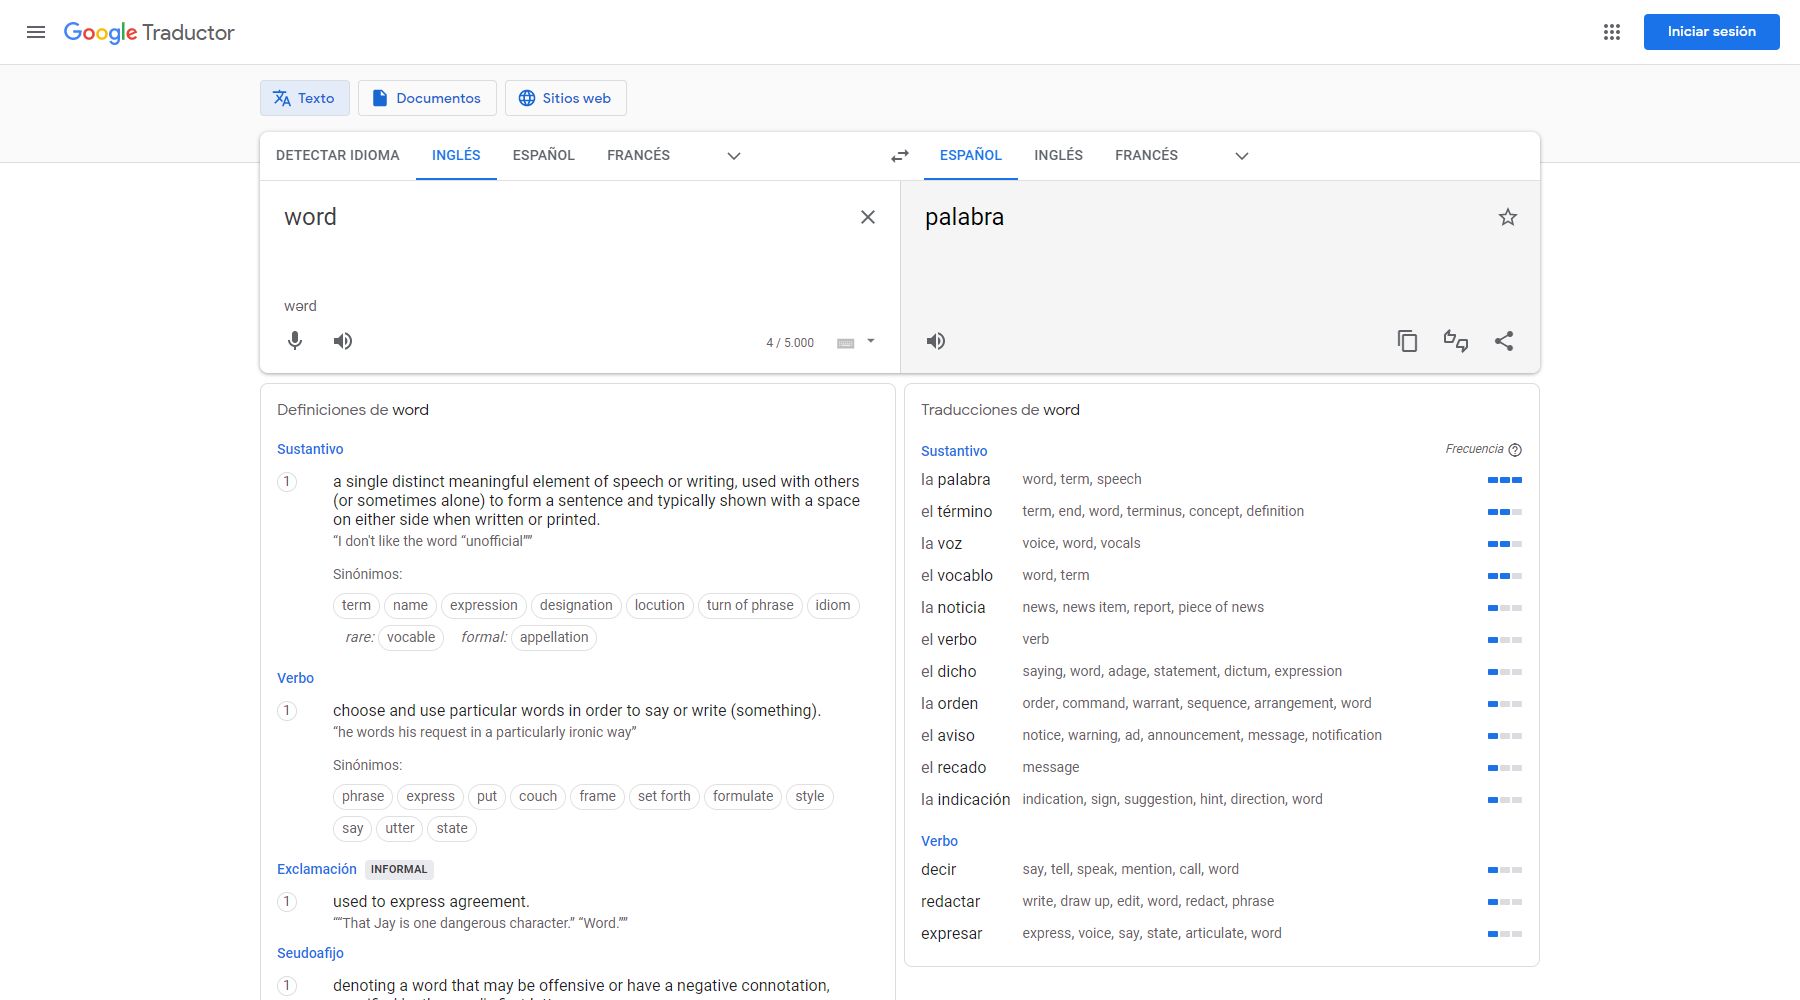 Google Traductor
Iniciar sesión
Texto
Documentos
Sitios web
DETECTAR IDIOMA INGLÉS ESPAÑOL FRANCÉS
ESPAÑOL INGLÉS FRANCÉS
word
wərd
4 / 5.000
palabra
Definiciones de word
Sustantivo
1
a single distinct meaningful element of speech or writing, used with others
(or sometimes alone) to form a sentence and typically shown with a space
on either side when written or printed.
“I don't like the word “unofficial””
Sinónimos:
term name expression designation locution turn of phrase idiom
rare: vocable formal: appellation
Verbo
1
choose and use particular words in order to say or write (something).
“he words his request in a particularly ironic way”
Sinónimos:
phrase express put couch frame set forth formulate style
say utter state
Exclamación INFORMAL
1
used to express agreement.
““That Jay is one dangerous character.” “Word.””
Seudoafijo
1
denoting a word that may be offensive or have a negative connotation,
Traducciones de word
Sustantivo Frecuencia
la palabra word, term, speech
el término term, end, word, terminus, concept, definition
la voz voice, word, vocals
el vocablo word, term
la noticia news, news item, report, piece of news
el verbo verb
el dicho saying, word, adage, statement, dictum, expression
la orden order, command, warrant, sequence, arrangement, word
el aviso notice, warning, ad, announcement, message, notification
el recado message
la indicación indication, sign, suggestion, hint, direction, word
Verbo
decir say, tell, speak, mention, call, word
redactar write, draw up, edit, word, redact, phrase
expresar express, voice, say, state, articulate, word